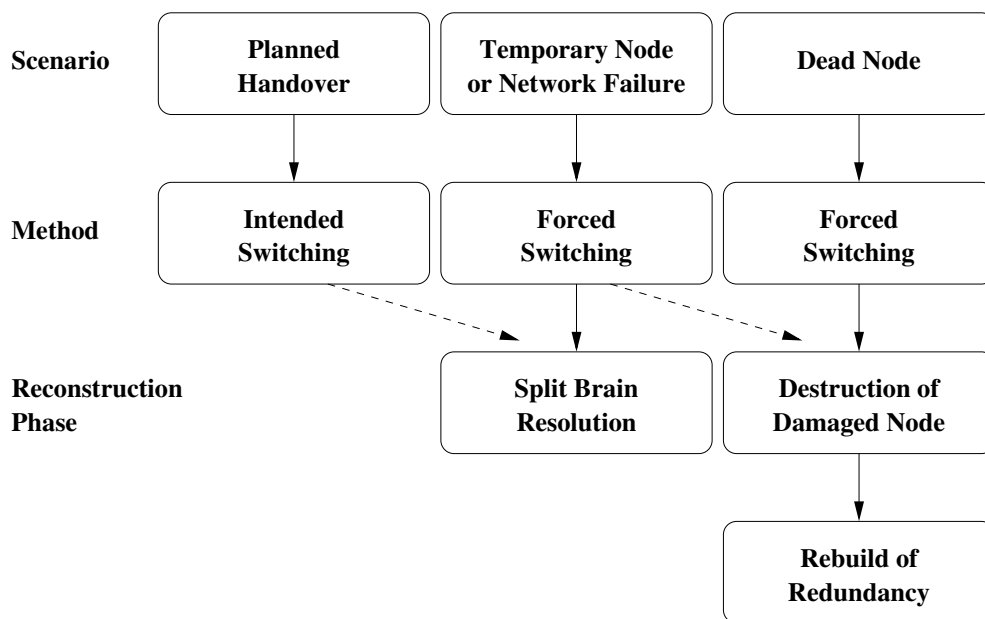 Scenario
Planned
Handover
Temporary Node
or Network Failure
Dead Node
Method
Intended
Switching
Forced
Switching
Forced
Switching
Reconstruction
Phase
Split Brain
Resolution
Destruction of
Damaged Node
Rebuild of
Redundancy